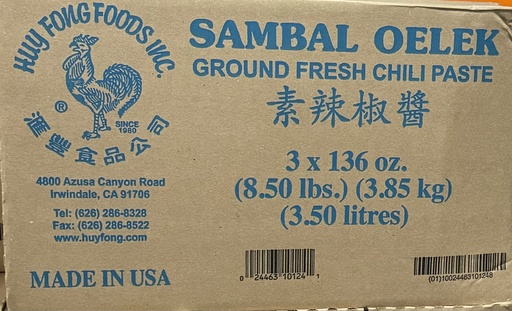 HUY FONG FOODS INC.
®
SINCE
1980
滙豐食品公司
4800 Azusa Canyon Road
Irwindale, CA 91706
Tel: (626) 286-8328
Fax: (626) 286-8522
www.huyfong.com
MADE IN USA
SAMBAL OELEK
GROUND FRESH CHILI PASTE
素辣椒醬
3 x 136 oz.
(8.50 lbs.) (3.85 kg)
(3.50 litres)
0 24463 10124 1
(01)10024463101248